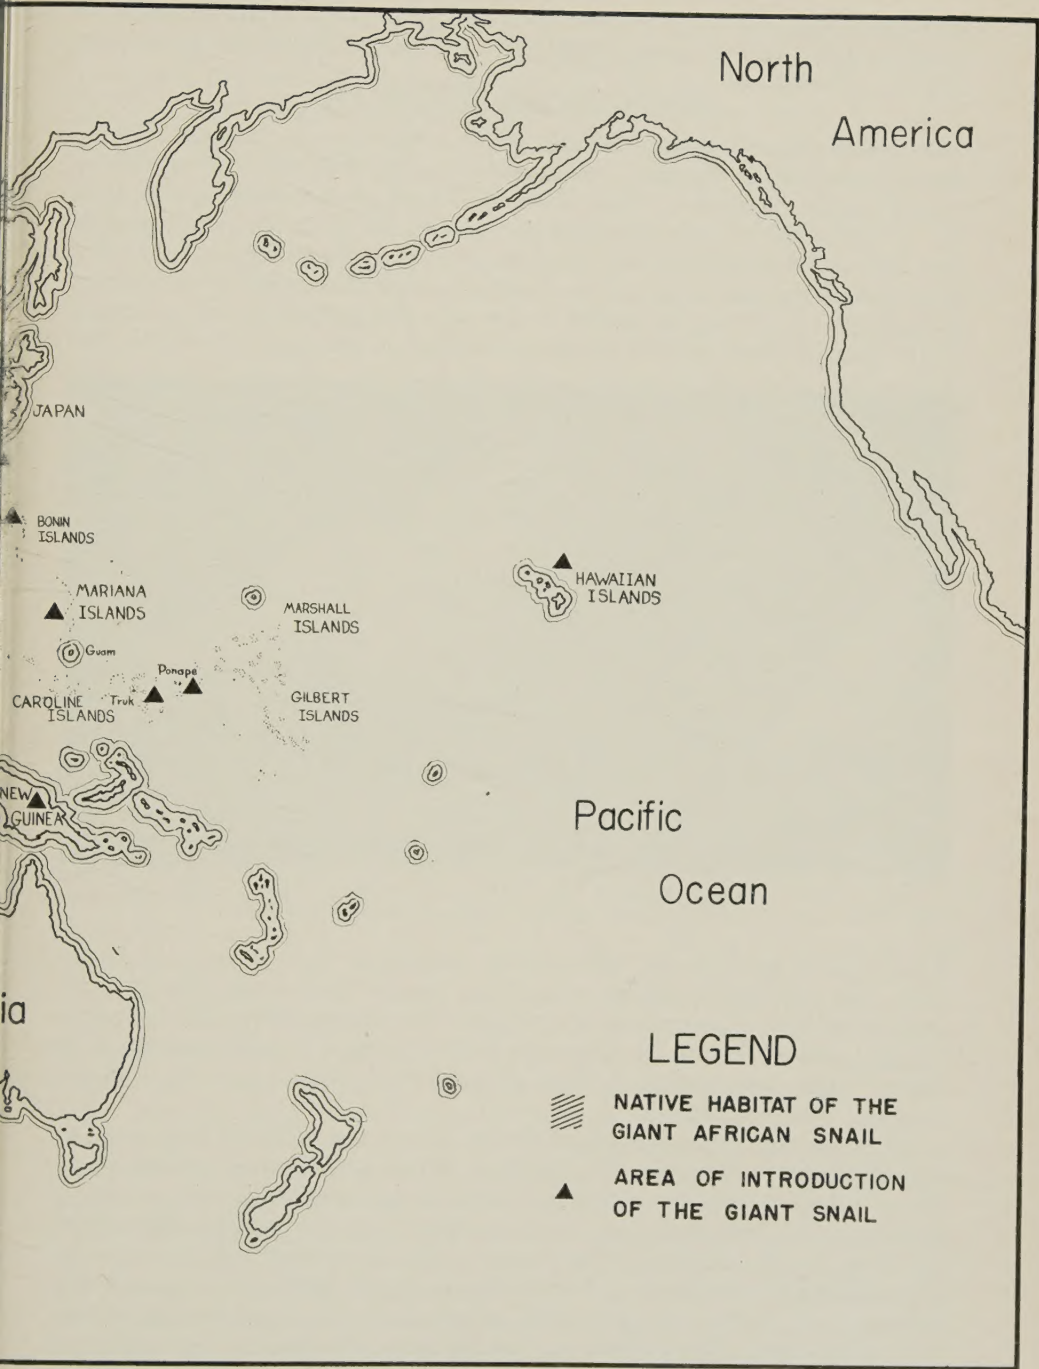 North
America
JAPAN
BONIN
ISLANDS
MARIANA
ISLANDS
HAWAIIAN
ISLANDS
MARSHALL
ISLANDS
Guam
Ponape
CAROLINE
ISLANDS
Truk
GILBERT
ISLANDS
NEW
GUINEA
Pacific
Ocean
ia
LEGEND
NATIVE HABITAT OF THE
GIANT AFRICAN SNAIL
AREA OF INTRODUCTION
OF THE GIANT SNAIL